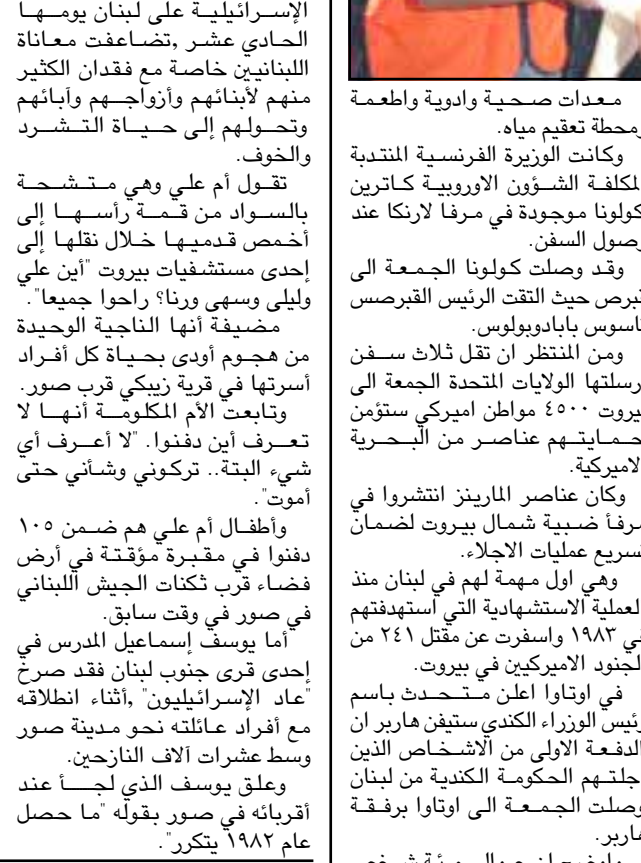 معدات صحية وادوية واطعمة
ومحطة تعقيم مياه.
وكانت الوزيرة الفرنسية المنتدبة
المكلفة الشؤون الاوروبية كاترين
كولونا موجودة في مرفا لارنكا عند
وصول السفن.
وقد وصلت كولونا الجمعة الى
قبرص حيث التقت الرئيس القبرصس
تاسوس بابادوبولوس.
ومن المنتظر ان تقل ثلاث سفن
ارسلتها الولايات المتحدة الجمعة الى
بيروت ٤٥٠٠ مواطن اميركي ستؤمن
حمايتهم عناصر من البحرية
الاميركية.
وكان عناصر المارينز انتشروا في
مرفأ ضبية شمال بيروت لضمان
تسريع عمليات الاجلاء.
وهي اول مهمة لهم في لبنان منذ
العملية الاستشهادية التي استهدفتهم
في ١٩٨٣ واسفرت عن مقتل ٢٤١ من
الجنود الاميركيين في بيروت.
في اوتاوا اعلن متحدث باسم
رئيس الوزراء الكندي ستيفن هاربر ان
الدفعة الاولى من الاشخاص الذين
اجلتهم الحكومة الكندية من لبنان
وصلت الجمعة الى اوتاوا برفقة
هاربر.
الإسرائيلية على لبنان يومها
الحادي عشر ,تضاعفت معاناة
اللبنانيين خاصة مع فقدان الكثير
منهم لأبنائهم وأزواجهم وآبائهم
وتحولهم إلى حياة التشرد
والخوف.
تقول أم علي وهي متشحة
بالسواد من قمة رأسها إلى
أخمص قدميها خلال نقلها إلى
إحدى مستشفيات بيروت "أين علي
وليلى وسهى ورنا؟ راحوا جميعا".
مضيفة أنها الناجية الوحيدة
من هجوم أودى بحياة كل أفراد
أسرتها في قرية زيبكي قرب صور.
وتابعت الأم المكلومة أنها لا
تعرف أين دفنوا. "لا أعرف أي
شيء البتة.. تركوني وشأني حتى
أموت".
وأطفال أم علي هم ضمن ١٠٥
دفنوا في مقبرة مؤقتة في أرض
فضاء قرب ثكنات الجيش اللبناني
في صور في وقت سابق.
أما يوسف إسماعيل المدرس في
إحدى قرى جنوب لبنان فقد صرخ
"عاد الإسرائيليون" ,أثناء انطلاقه
مع أفراد عائلته نحو مدينة صور
وسط عشرات آلاف النازحين.
وعلق يوسف الذي لجأ عند
أقربائه في صور بقوله "ما حصل
عام ١٩٨٢ يتكرر".